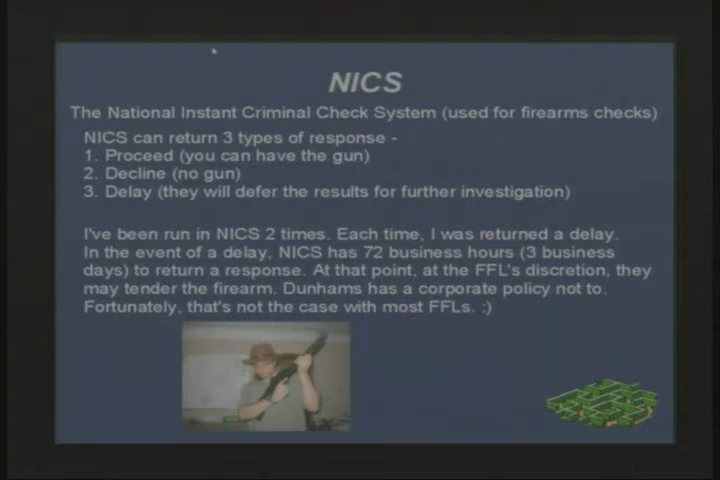 NICS
The National Instant Criminal Check System (used for firearms checks)
NICS can return 3 types of response -
1. Proceed (you can have the gun)
2. Decline (no gun)
3. Delay (they will defer the results for further investigation)
I've been run in NICS 2 times. Each time, I was returned a delay.
In the event of a delay, NICS has 72 business hours (3 business
days) to return a response. At that point, at the FFL's discretion, they
may tender the firearm. Dunhams has a corporate policy not to.
Fortunately, that's not the case with most FFLs. :)